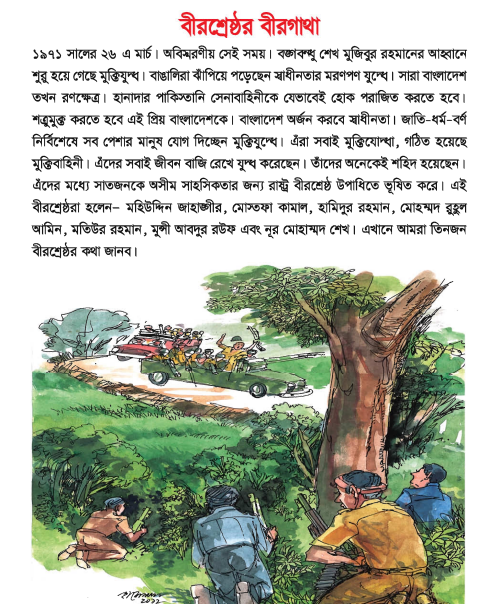 বীরশ্রেষ্ঠর বীরগাথা
১৯৭১ সালের ২৬ এ মার্চ। অবিস্মরণীয় সেই সময়। বঙ্গবন্ধু শেখ মুজিবুর রহমানের আহ্বানে
শুরু হয়ে গেছে মুক্তিযুদ্ধ। বাঙালিরা ঝাঁপিয়ে পড়েছেন স্বাধীনতার মরণপণ যুদ্ধে। সারা বাংলাদেশ
তখন রণক্ষেত্র। হানাদার পাকিস্তানি সেনাবাহিনীকে যেভাবেই হোক পরাজিত করতে হবে।
শত্রুমুক্ত করতে হবে এই প্রিয় বাংলাদেশকে। বাংলাদেশ অর্জন করবে স্বাধীনতা। জাতি-ধর্ম-বর্ণ
নির্বিশেষে সব পেশার মানুষ যোগ দিচ্ছেন মুক্তিযুদ্ধে। এঁরা সবাই মুক্তিযোদ্ধা, গঠিত হয়েছে
মুক্তিবাহিনী। এঁদের সবাই জীবন বাজি রেখে যুদ্ধ করেছেন। তাঁদের অনেকেই শহিদ হয়েছেন।
এঁদের মধ্যে সাতজনকে অসীম সাহসিকতার জন্য রাষ্ট্র বীরশ্রেষ্ঠ উপাধিতে ভূষিত করে। এই
বীরশ্রেষ্ঠরা হলেন– মহিউদ্দিন জাহাঙ্গীর, মোস্তফা কামাল, হামিদুর রহমান, মোহম্মদ রুহুল
আমিন, মতিউর রহমান, মুন্সী আবদুর রউফ এবং নূর মোহাম্মদ শেখ। এখানে আমরা তিনজন
বীরশ্রেষ্ঠর কথা জানব।
2022